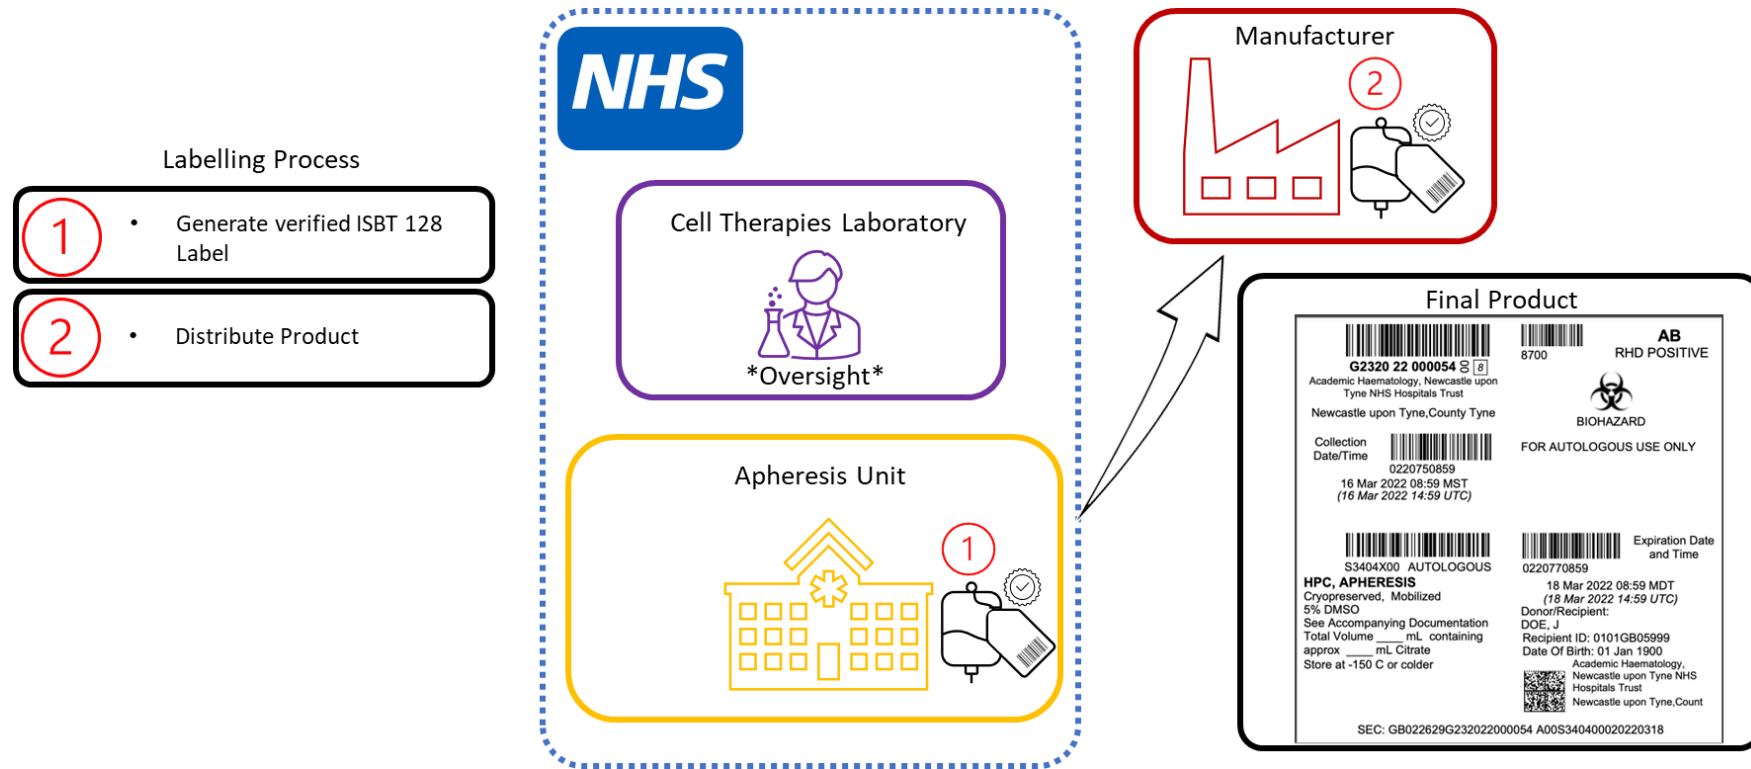 Labelling Process
1
• Generate verified ISBT 128
Label
2
• Distribute Product
NHS
Cell Therapies Laboratory
*Oversight*
Apheresis Unit
1
Manufacturer
2
Final Product
G2320 22 000054 00 8
Academic Haematology, Newcastle upon
Tyne NHS Hospitals Trust
Newcastle upon Tyne,County Tyne
8700
AB
RHD POSITIVE
BIOHAZARD
FOR AUTOLOGOUS USE ONLY
Collection
Date/Time
0220750859
16 Mar 2022 08:59 MST
(16 Mar 2022 14:59 UTC)
S3404X00 AUTOLOGOUS
HPC, APHERESIS
Cryopreserved, Mobilized
5% DMSO
See Accompanying Documentation
Total Volume ____ mL containing
approx ____ mL Citrate
Store at -150 C or colder
Expiration Date
and Time
0220770859
18 Mar 2022 08:59 MDT
(18 Mar 2022 14:59 UTC)
Donor/Recipient:
DOE, J
Recipient ID: 0101GB05999
Date Of Birth: 01 Jan 1900
Academic Haematology,
Newcastle upon Tyne NHS
Hospitals Trust
Newcastle upon Tyne,Count
SEC: GB022629G232022000054 A00S340400020220318